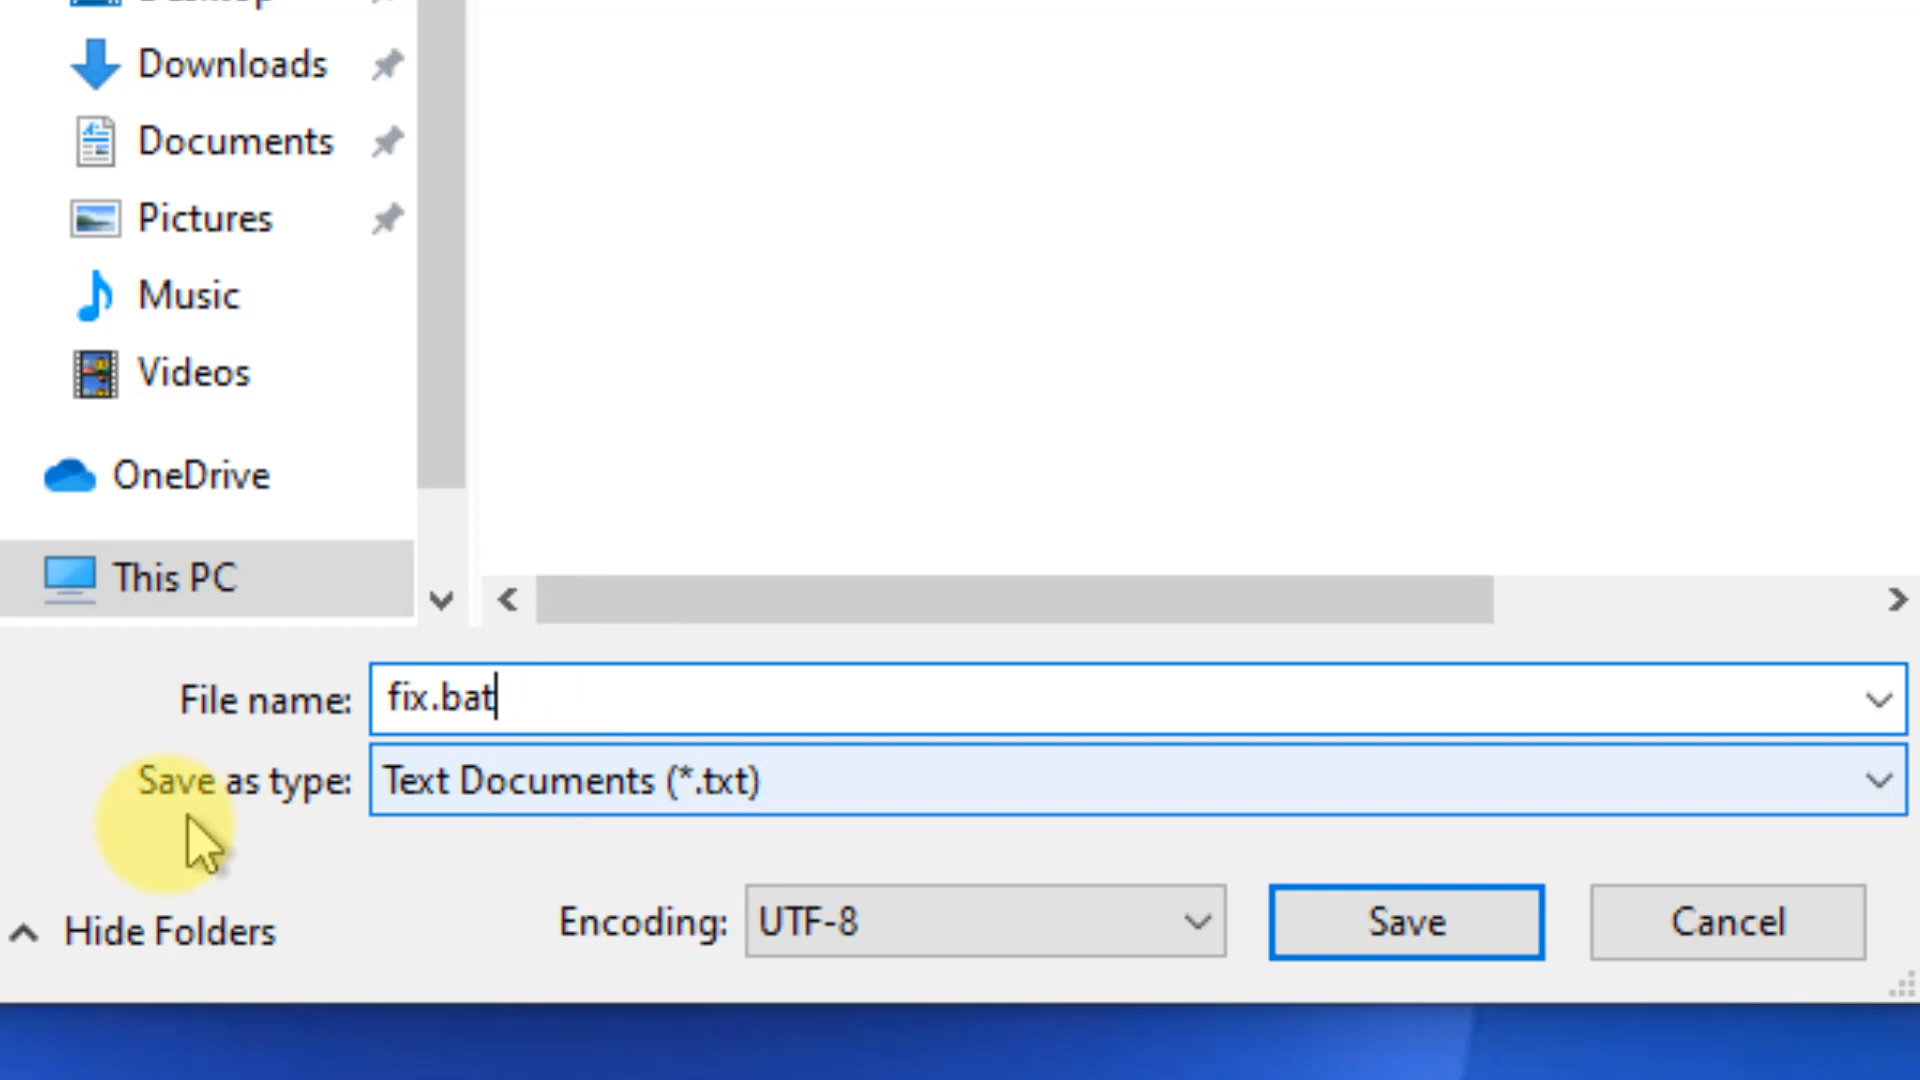 Desktop
Downloads
Documents
Pictures
Music
Videos
OneDrive
This PC
File name: fix.bat
Save as type: Text Documents (*.txt)
Hide Folders
Encoding: UTF-8
Save
Cancel